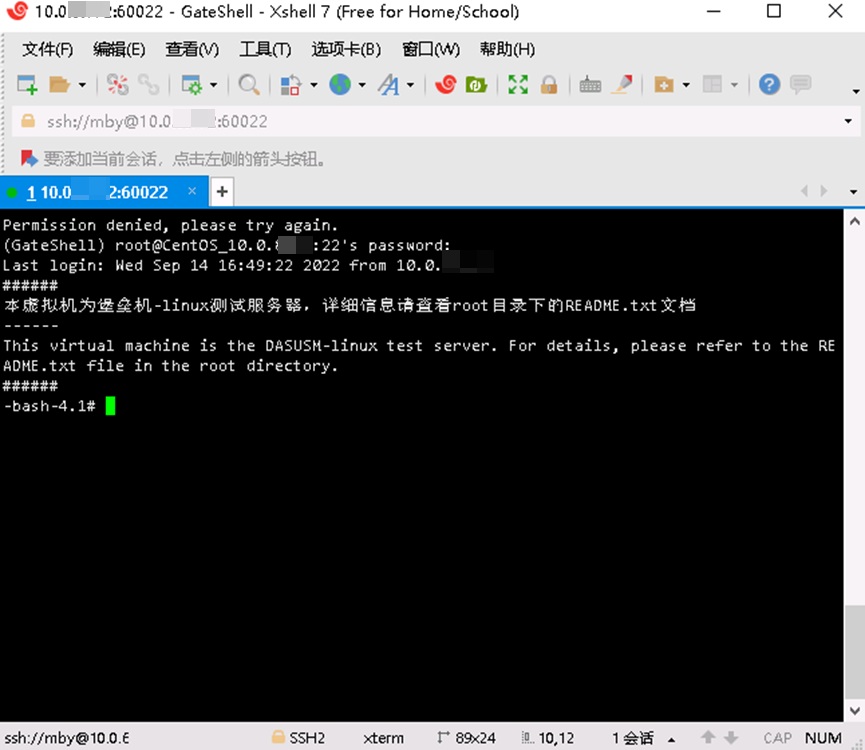 10.0. :60022 - GateShell - Xshell 7 (Free for Home/School)
文件(F) 编辑(E) 查看(V) 工具(T) 选项卡(B) 窗口(W) 帮助(H)
ssh://mby@10.0. :60022
要添加当前会话，点击左侧的箭头按钮。
1 10.0. 2:60022 × +
Permission denied, please try again.
(GateShell) root@CentOS_10.0. :22's password:
Last login: Wed Sep 14 16:49:22 2022 from 10.0.
######
本虚拟机为堡垒机-linux测试服务器，详细信息请查看root目录下的README.txt文档
------
This virtual machine is the DASUSM-linux test server. For details, please refer to the RE
ADME.txt file in the root directory.
######
-bash-4.1#
ssh://mby@10.0.6 SSH2 xterm 89x24 10,12 1 会话 CAP NUM